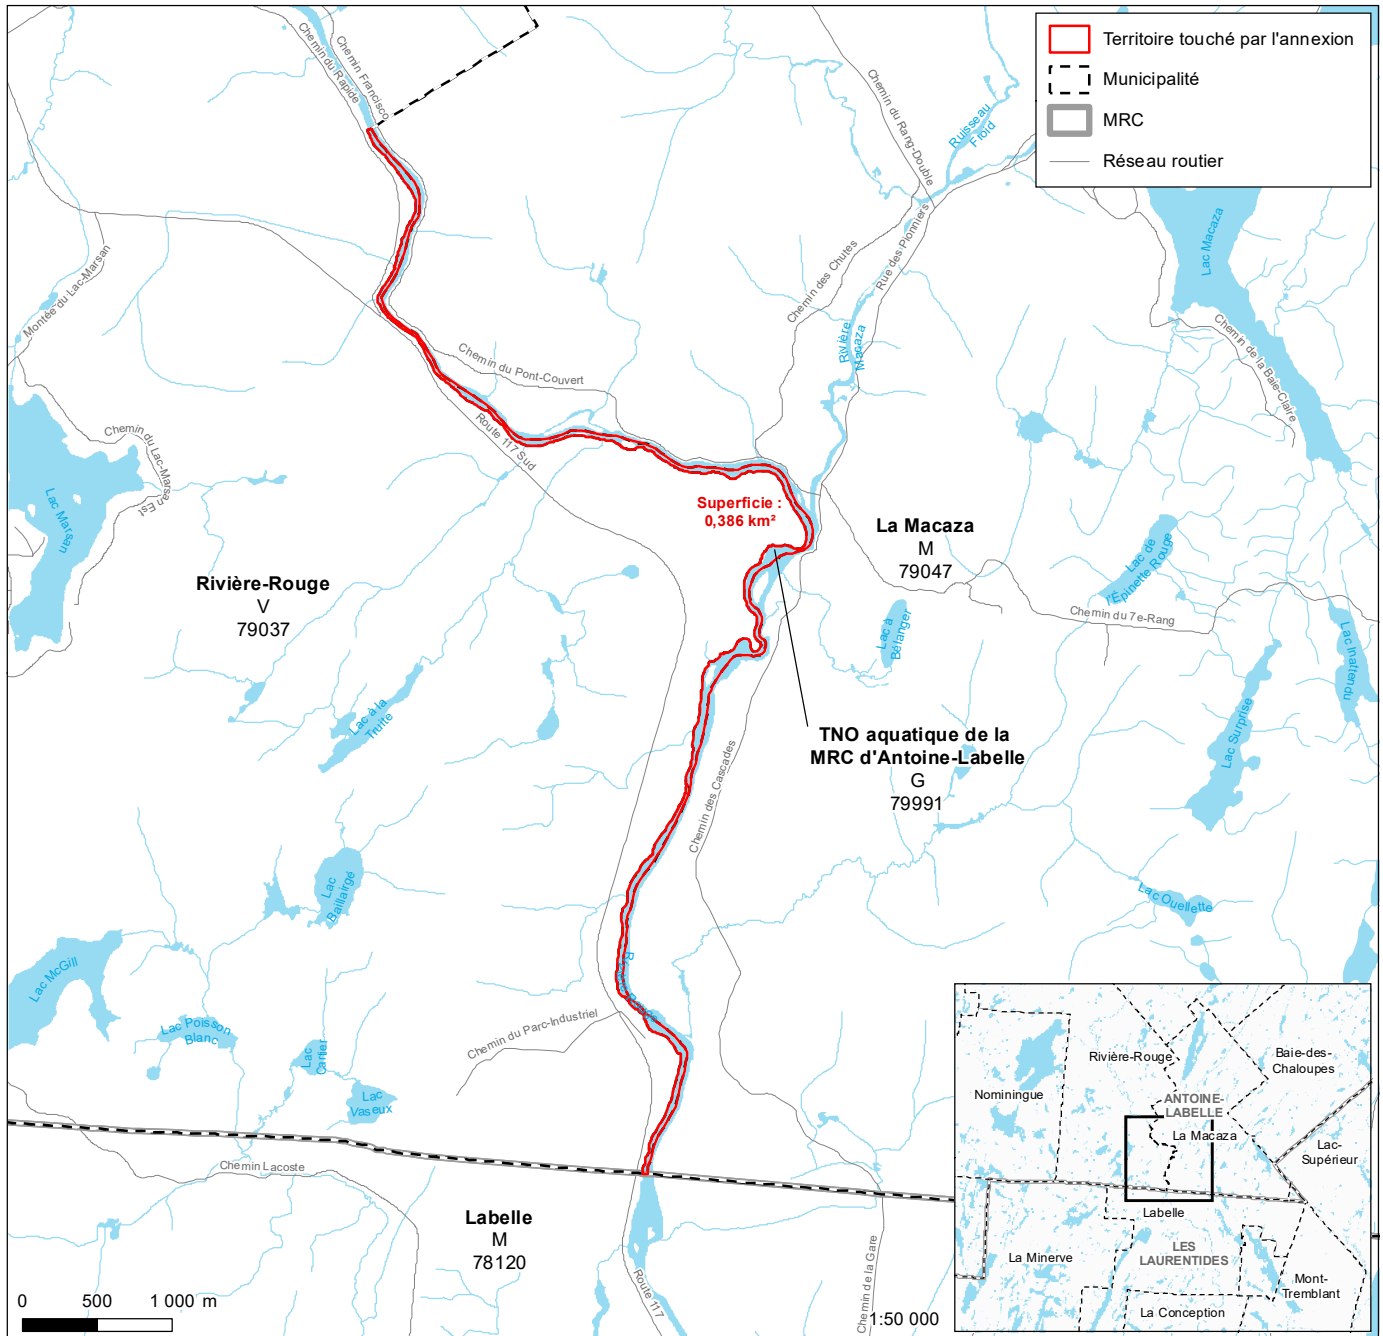 Territoire touché par l'annexion
Municipalité
MRC
Réseau routier
Chemin Francisco
Chemin du Rapide
Chemin du Rang-Double
Ruisseau
Froid
Rue des Pionniers
Chemin des Chutes
Rivière
Macaza
Lac Macaza
Chemin de la Baie-Claire
Montée du Lac-Marsan
Chemin du Pont-Couvert
Route 117 Sud
Chemin du Lac-Marsan Est
Lac Marsan
Superficie :
0,386 km²
La Macaza
M
79047
Lac de
l'Épinette Rouge
Rivière-Rouge
V
79037
Chemin du 7e-Rang
Lac à
Bélanger
Lac Inattendu
Lac Surprise
Lac à la
Truite
TNO aquatique de la
MRC d'Antoine-Labelle
G
79991
Chemin des Cascades
Lac
Baillairgé
Lac Ouellette
Lac McGill
Lac Poisson
Blanc
Lac
Cartier
Lac
Vaseux
Chemin du Parc-Industriel
Chemin Lacoste
Labelle
M
78120
Route 117
Chemin de la Gare
0 500 1 000 m
1:50 000
Rivière-Rouge
Baie-des-
Chaloupes
Nominingue
ANTOINE-
LABELLE
La Macaza
Lac-
Supérieur
Labelle
La Minerve
LES
LAURENTIDES
Mont-
Tremblant
La Conception